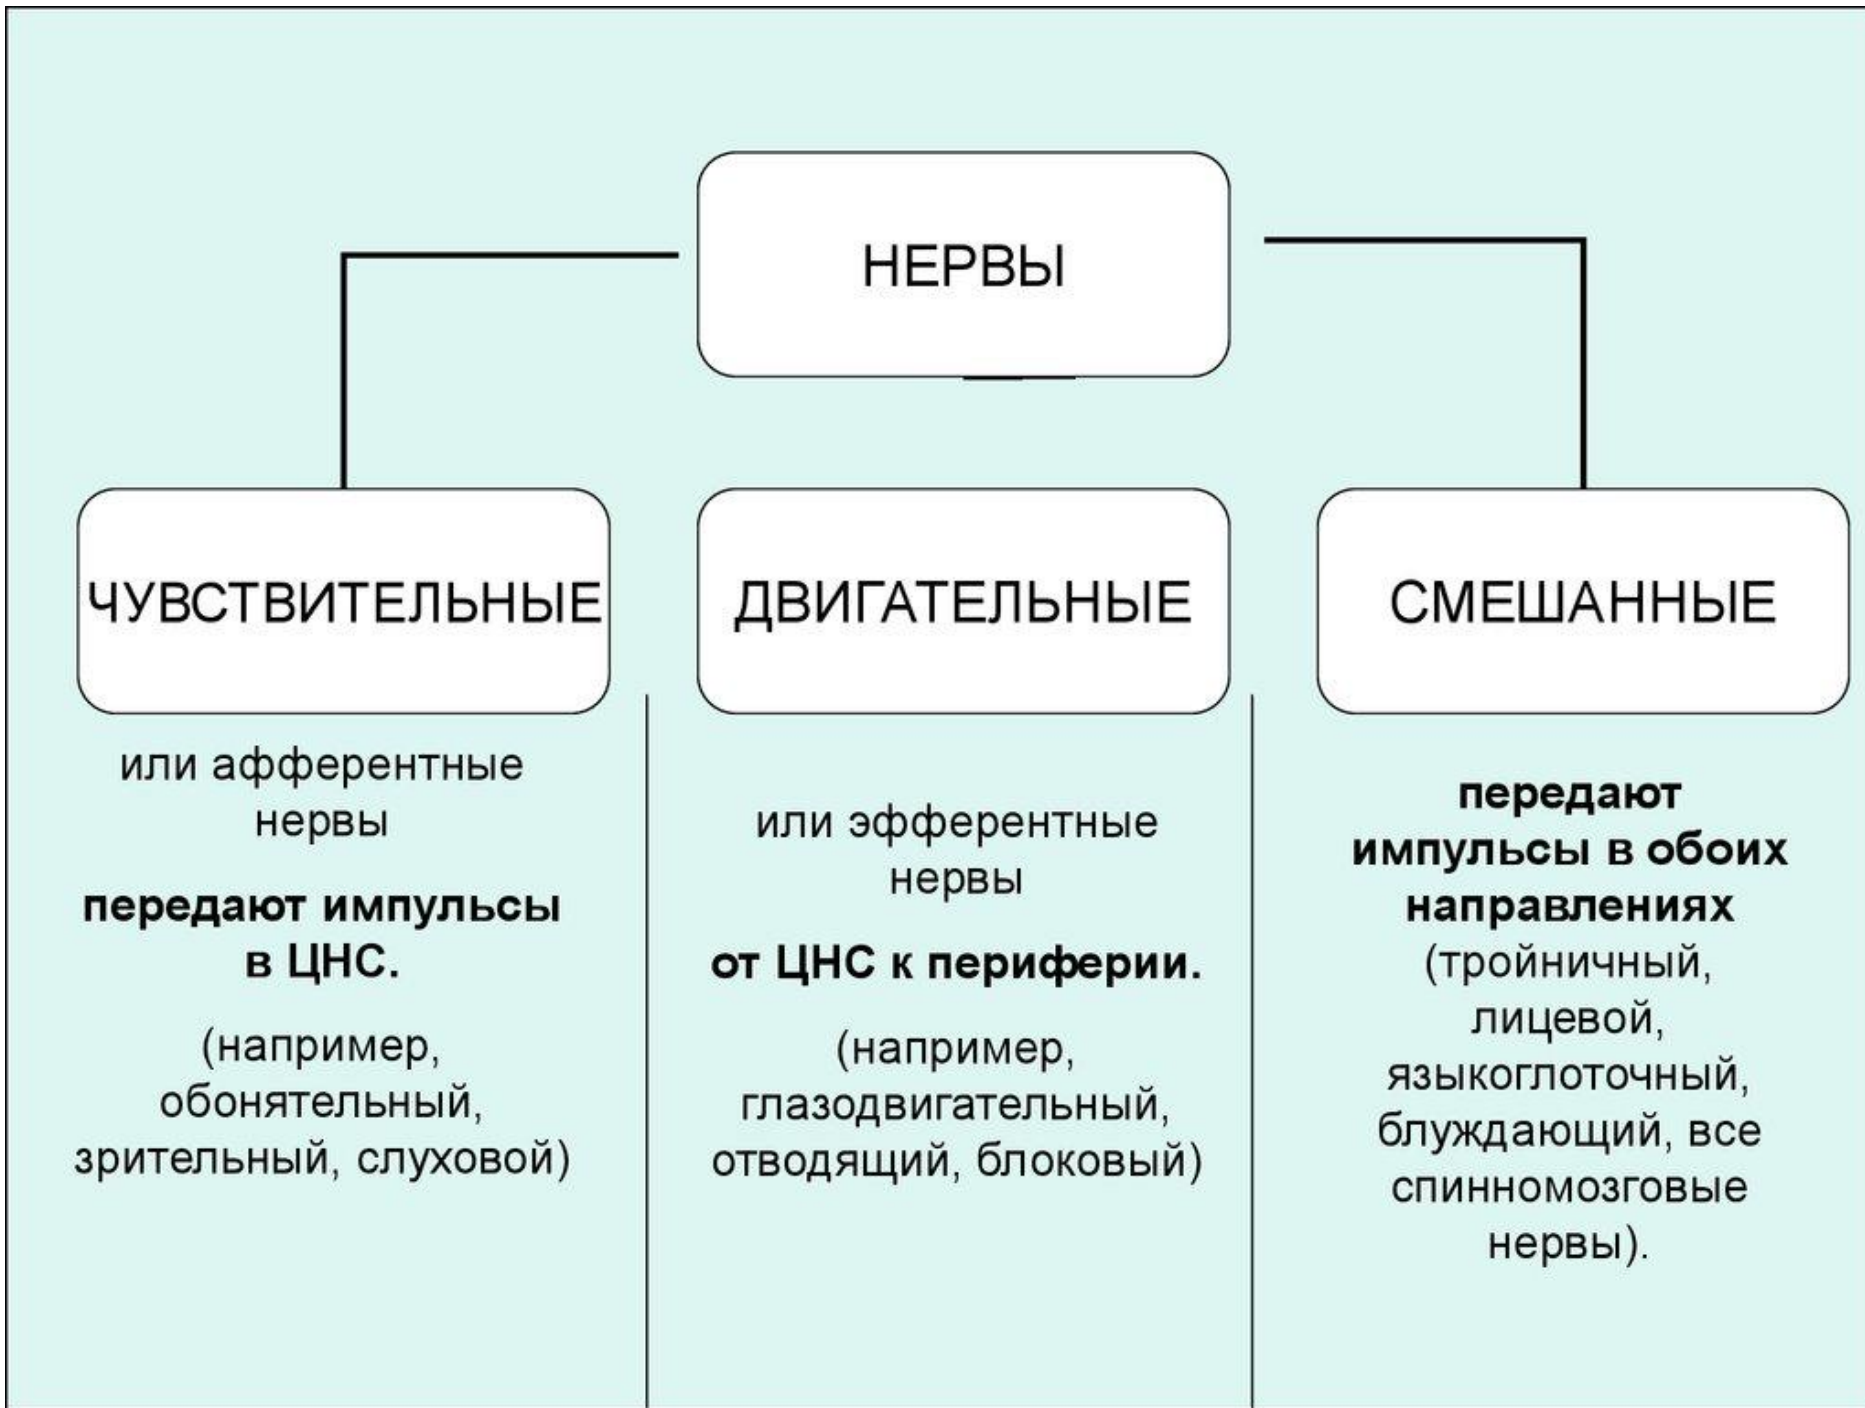 НЕРВЫ
ЧУВСТВИТЕЛЬНЫЕ
или афферентные
нервы
передают импульсы
в ЦНС.
(например,
обонятельный,
зрительный, слуховой)
ДВИГАТЕЛЬНЫЕ
или эфферентные
нервы
от ЦНС к периферии.
(например,
глазодвигательный,
отводящий, блоковый)
СМЕШАННЫЕ
передают
импульсы в обоих
направлениях
(тройничный,
лицевой,
языкоглоточный,
блуждающий, все
спинномозговые
нервы).